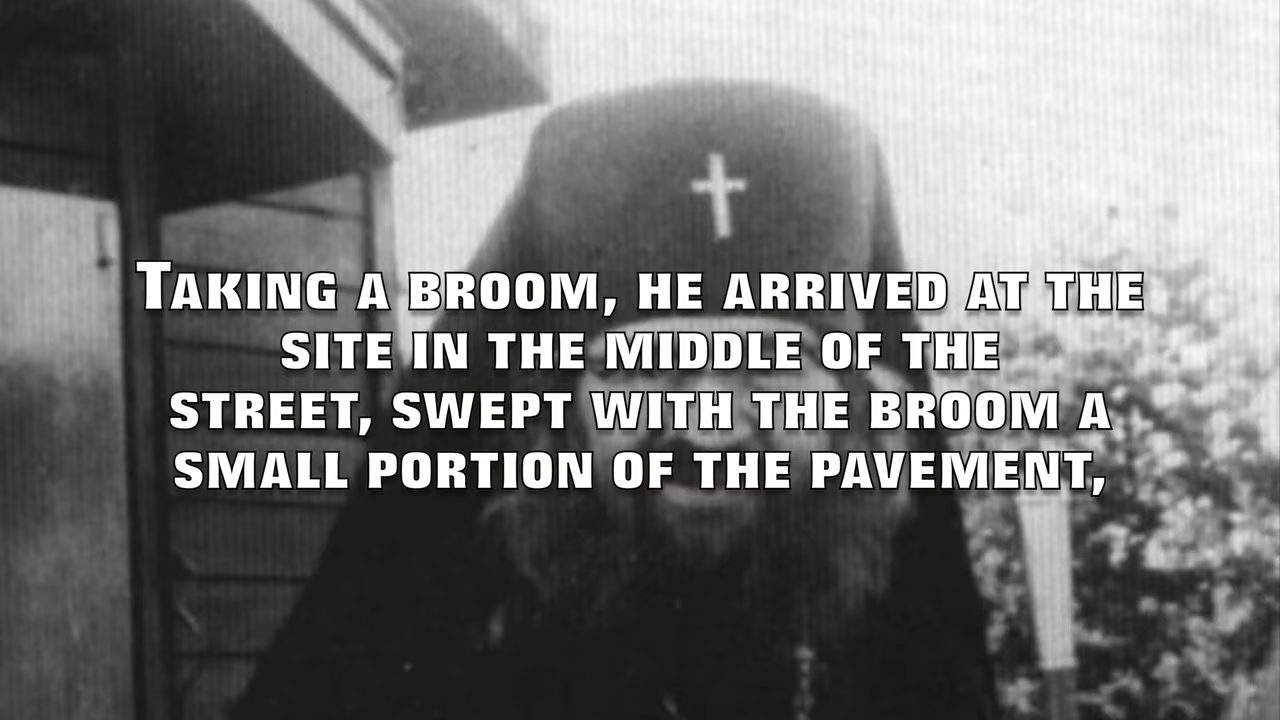 Taking a broom, he arrived at the
site in the middle of the
street, swept with the broom a
small portion of the pavement,